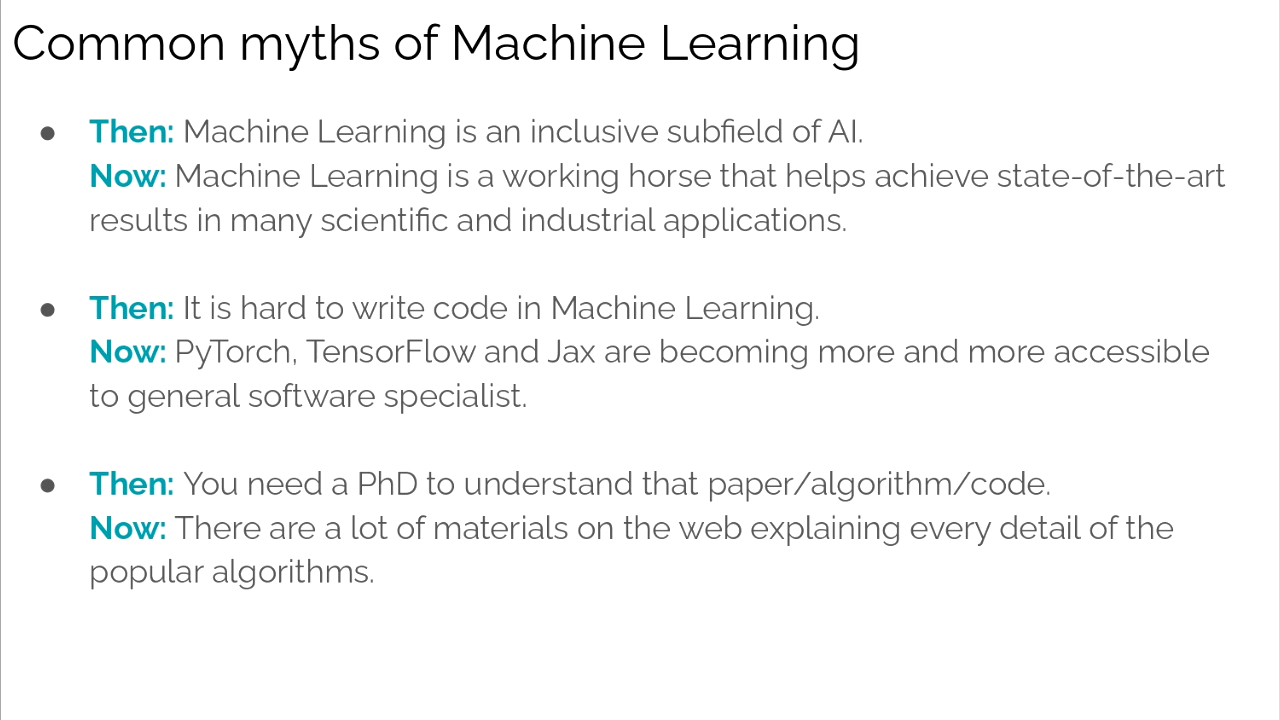 Common myths of Machine Learning
● Then: Machine Learning is an inclusive subfield of AI.
Now: Machine Learning is a working horse that helps achieve state-of-the-art
results in many scientific and industrial applications.
● Then: It is hard to write code in Machine Learning.
Now: PyTorch, TensorFlow and Jax are becoming more and more accessible
to general software specialist.
● Then: You need a PhD to understand that paper/algorithm/code.
Now: There are a lot of materials on the web explaining every detail of the
popular algorithms.